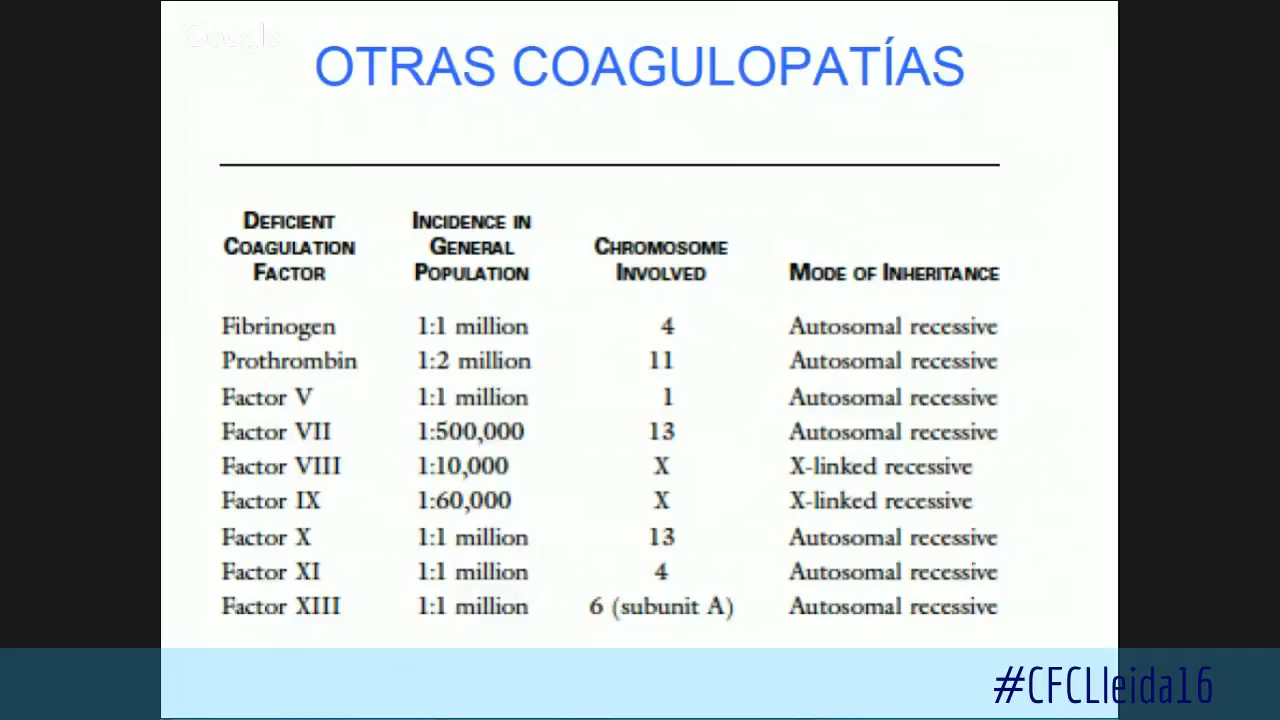 Google
OTRAS COAGULOPATÍAS
DEFICIENT COAGULATION FACTOR INCIDENCE IN GENERAL POPULATION CHROMOSOME INVOLVED MODE OF INHERITANCE
Fibrinogen 1:1 million 4 Autosomal recessive
Prothrombin 1:2 million 11 Autosomal recessive
Factor V 1:1 million 1 Autosomal recessive
Factor VII 1:500,000 13 Autosomal recessive
Factor VIII 1:10,000 X X-linked recessive
Factor IX 1:60,000 X X-linked recessive
Factor X 1:1 million 13 Autosomal recessive
Factor XI 1:1 million 4 Autosomal recessive
Factor XIII 1:1 million 6 (subunit A) Autosomal recessive
#CFCLleida16